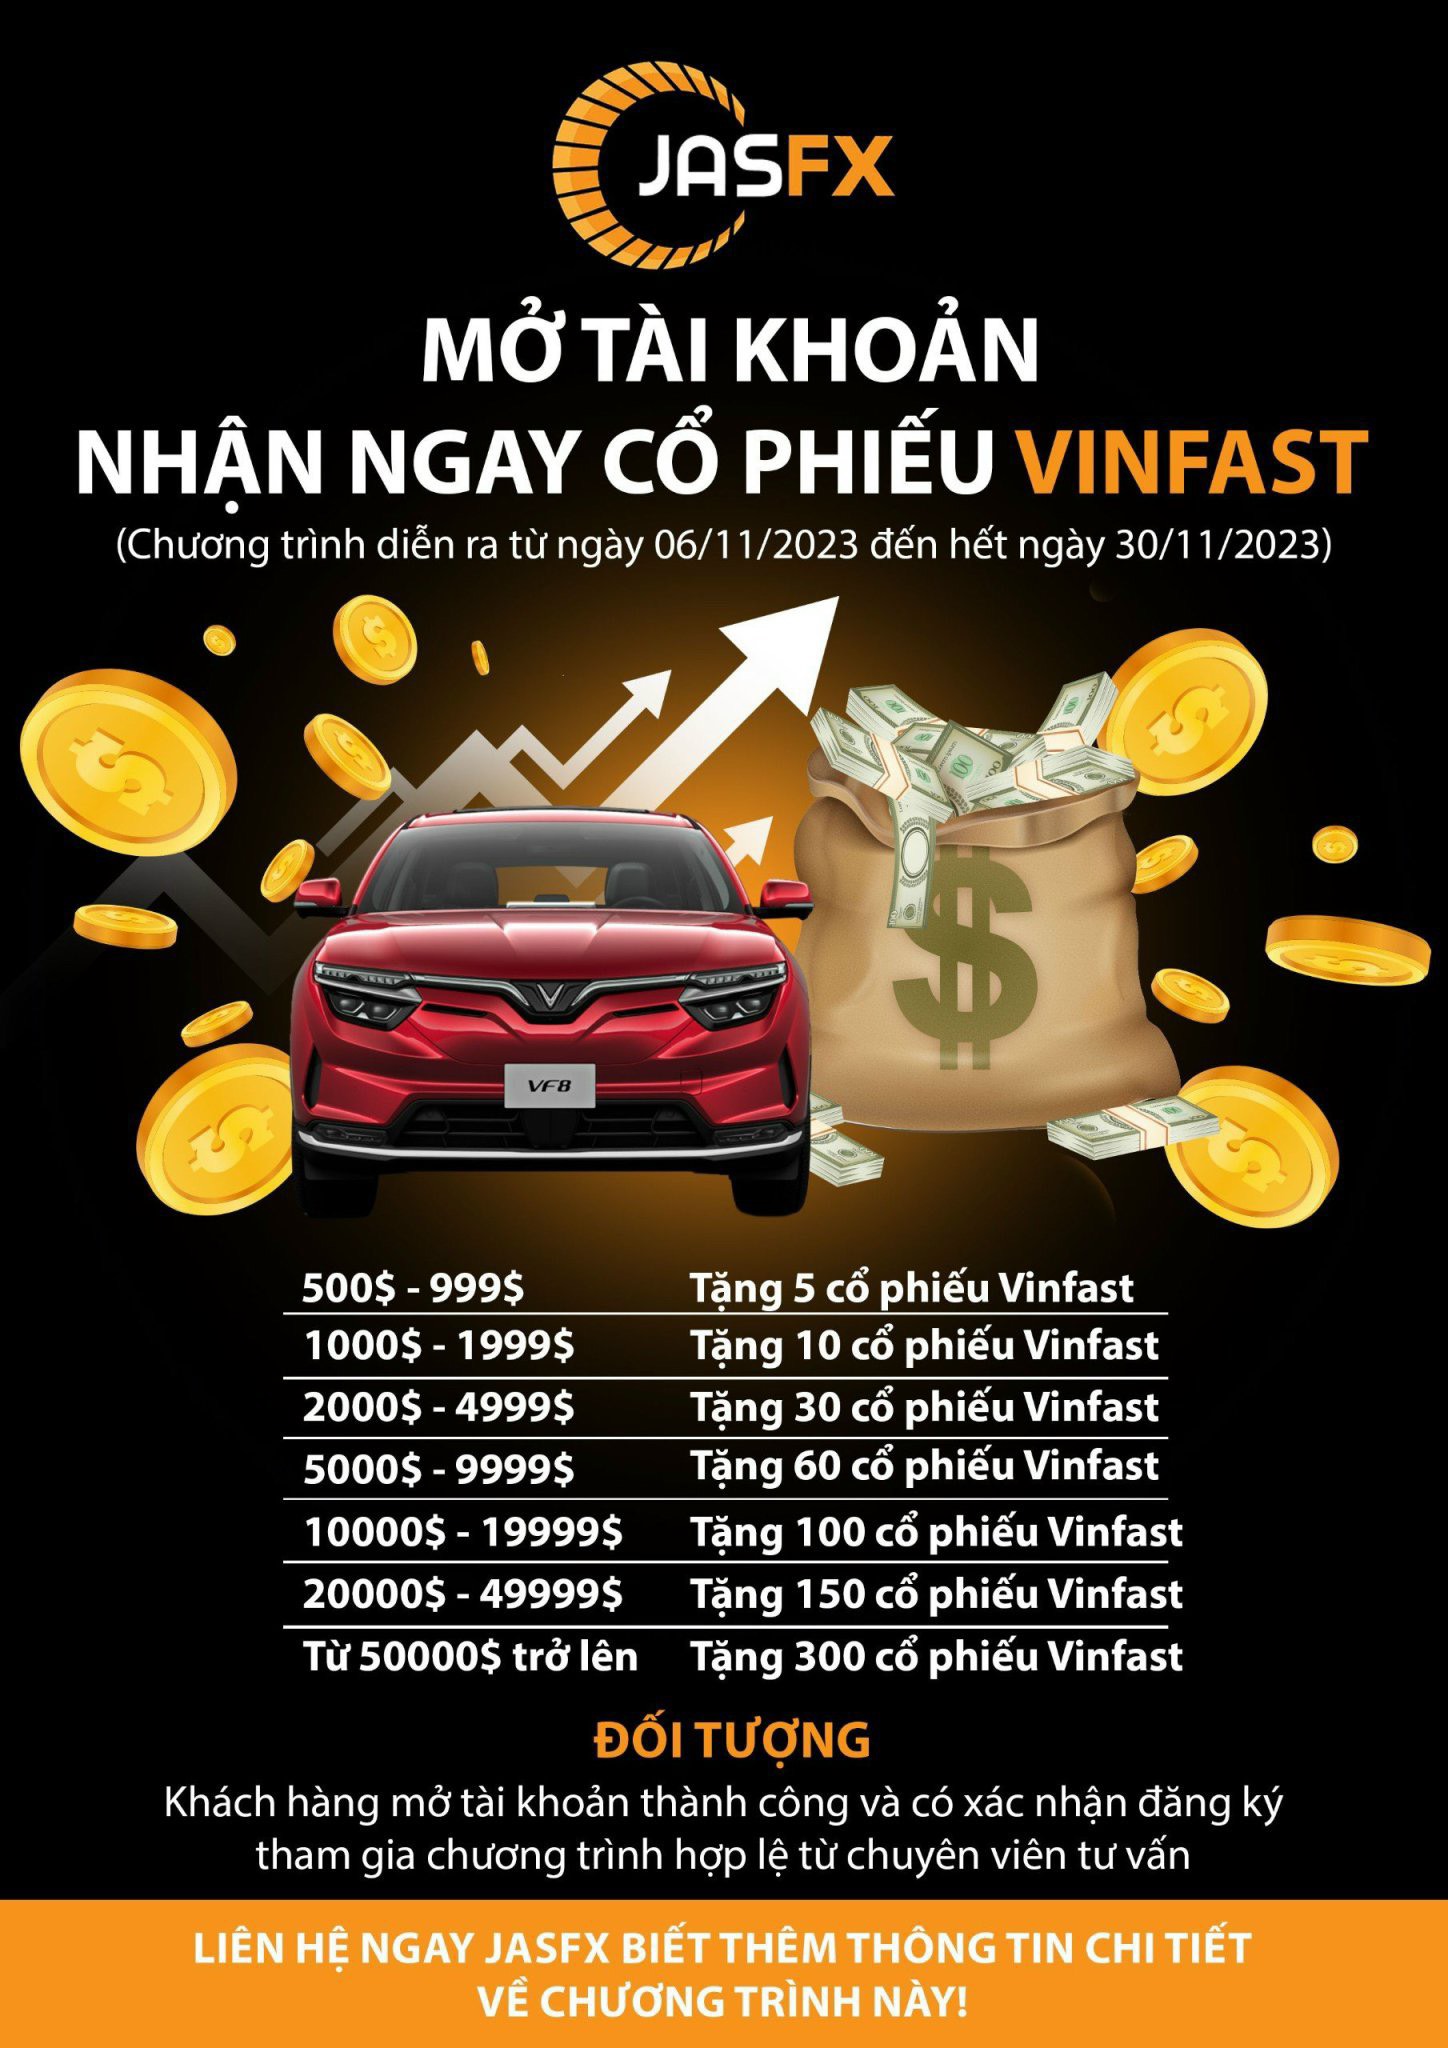 JASFX
MỞ TÀI KHOẢN
NHẬN NGAY CỔ PHIẾU VINFAST
(Chương trình diễn ra từ ngày 06/11/2023 đến hết ngày 30/11/2023)
VF8
500$ - 999$ Tặng 5 cổ phiếu Vinfast
1000$ - 1999$ Tặng 10 cổ phiếu Vinfast
2000$ - 4999$ Tặng 30 cổ phiếu Vinfast
5000$ - 9999$ Tặng 60 cổ phiếu Vinfast
10000$ - 19999$ Tặng 100 cổ phiếu Vinfast
20000$ - 49999$ Tặng 150 cổ phiếu Vinfast
Từ 50000$ trở lên Tặng 300 cổ phiếu Vinfast
ĐỐI TƯỢNG
Khách hàng mở tài khoản thành công và có xác nhận đăng ký
tham gia chương trình hợp lệ từ chuyên viên tư vấn
LIÊN HỆ NGAY JASFX BIẾT THÊM THÔNG TIN CHI TIẾT
VỀ CHƯƠNG TRÌNH NÀY!